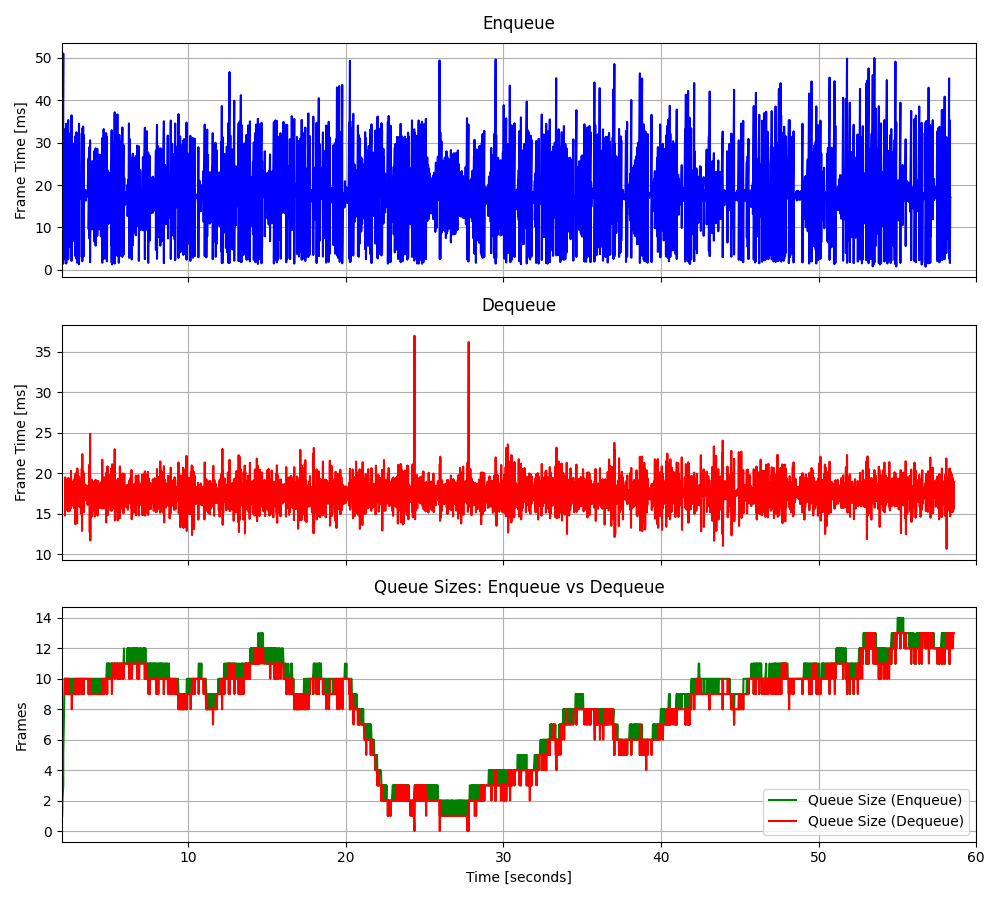 Enqueue
Frame Time [ms]
50
40
30
20
10
0
Dequeue
Frame Time [ms]
35
30
25
20
15
10
Queue Sizes: Enqueue vs Dequeue
Frames
14
12
10
8
6
4
2
0
Queue Size (Enqueue)
Queue Size (Dequeue)
10 20 30 40 50 60
Time [seconds]